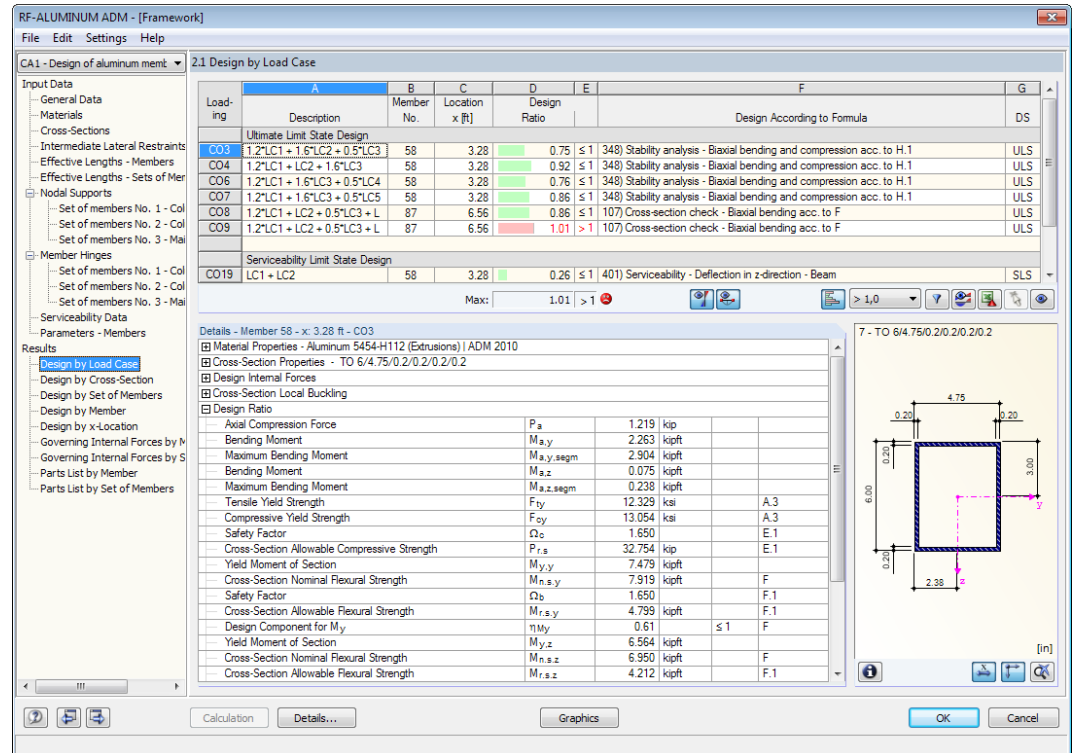 RF-ALUMINUM ADM - [Framework]
File Edit Settings Help
CA1 - Design of aluminum memb
2.1 Design by Load Case
Input Data
General Data
Materials
Cross-Sections
Intermediate Lateral Restraints
Effective Lengths - Members
Effective Lengths - Sets of Mer
Nodal Supports
Set of members No. 1 - Col
Set of members No. 2 - Col
Set of members No. 3 - Mai
Member Hinges
Set of members No. 1 - Col
Set of members No. 2 - Col
Set of members No. 3 - Mai
Serviceability Data
Parameters - Members
Results
Design by Load Case
Design by Cross-Section
Design by Set of Members
Design by Member
Design by x-Location
Governing Internal Forces by M
Governing Internal Forces by S
Parts List by Member
Parts List by Set of Members
A B C D E F G
Load- Member Location Design
ing Description No. x [ft] Ratio Design According to Formula DS
Ultimate Limit State Design
CO3 1.2*LC1 + 1.6*LC2 + 0.5*LC3 58 3.28 0.75 ≤ 1 348) Stability analysis - Biaxial bending and compression acc. to H.1 ULS
CO4 1.2*LC1 + LC2 + 1.6*LC3 58 3.28 0.92 ≤ 1 348) Stability analysis - Biaxial bending and compression acc. to H.1 ULS
CO6 1.2*LC1 + 1.6*LC3 + 0.5*LC4 58 3.28 0.76 ≤ 1 348) Stability analysis - Biaxial bending and compression acc. to H.1 ULS
CO7 1.2*LC1 + 1.6*LC3 + 0.5*LC5 58 3.28 0.86 ≤ 1 348) Stability analysis - Biaxial bending and compression acc. to H.1 ULS
CO8 1.2*LC1 + LC2 + 0.5*LC3 + L 87 6.56 0.86 ≤ 1 107) Cross-section check - Biaxial bending acc. to F ULS
CO9 1.2*LC1 + LC2 + 0.5*LC3 + L 87 6.56 1.01 > 1 107) Cross-section check - Biaxial bending acc. to F ULS
Serviceability Limit State Design
CO19 LC1 + LC2 58 3.28 0.26 ≤ 1 401) Serviceability - Deflection in z-direction - Beam SLS
Max: 1.01 > 1
> 1,0
Details - Member 58 - x: 3.28 ft - CO3
Material Properties - Aluminum 5454-H112 (Extrusions) | ADM 2010
Cross-Section Properties - TO 6/4.75/0.2/0.2/0.2/0.2
Design Internal Forces
Cross-Section Local Buckling
Design Ratio
Axial Compression Force Pa 1.219 kip
Bending Moment Ma,y 2.263 kipft
Maximum Bending Moment Ma,y,segm 2.904 kipft
Bending Moment Ma,z 0.075 kipft
Maximum Bending Moment Ma,z,segm 0.238 kipft
Tensile Yield Strength Fty 12.329 ksi A.3
Compressive Yield Strength Fcy 13.054 ksi A.3
Safety Factor Ωc 1.650 E.1
Cross-Section Allowable Compressive Strength Pr,s 32.754 kip E.1
Yield Moment of Section My,y 7.479 kipft
Cross-Section Nominal Flexural Strength Mn,s,y 7.919 kipft F
Safety Factor Ωb 1.650 F.1
Cross-Section Allowable Flexural Strength Mr,s,y 4.799 kipft F.1
Design Component for My ηMy 0.61 ≤ 1 F
Yield Moment of Section My,z 6.564 kipft
Cross-Section Nominal Flexural Strength Mn,s,z 6.950 kipft F
Cross-Section Allowable Flexural Strength Mr,s,z 4.212 kipft F.1
7 - TO 6/4.75/0.2/0.2/0.2/0.2
4.75
0.20 0.20
0.20
3.00
6.00
y
0.20
2.38 z
[in]
Calculation Details... Graphics OK Cancel